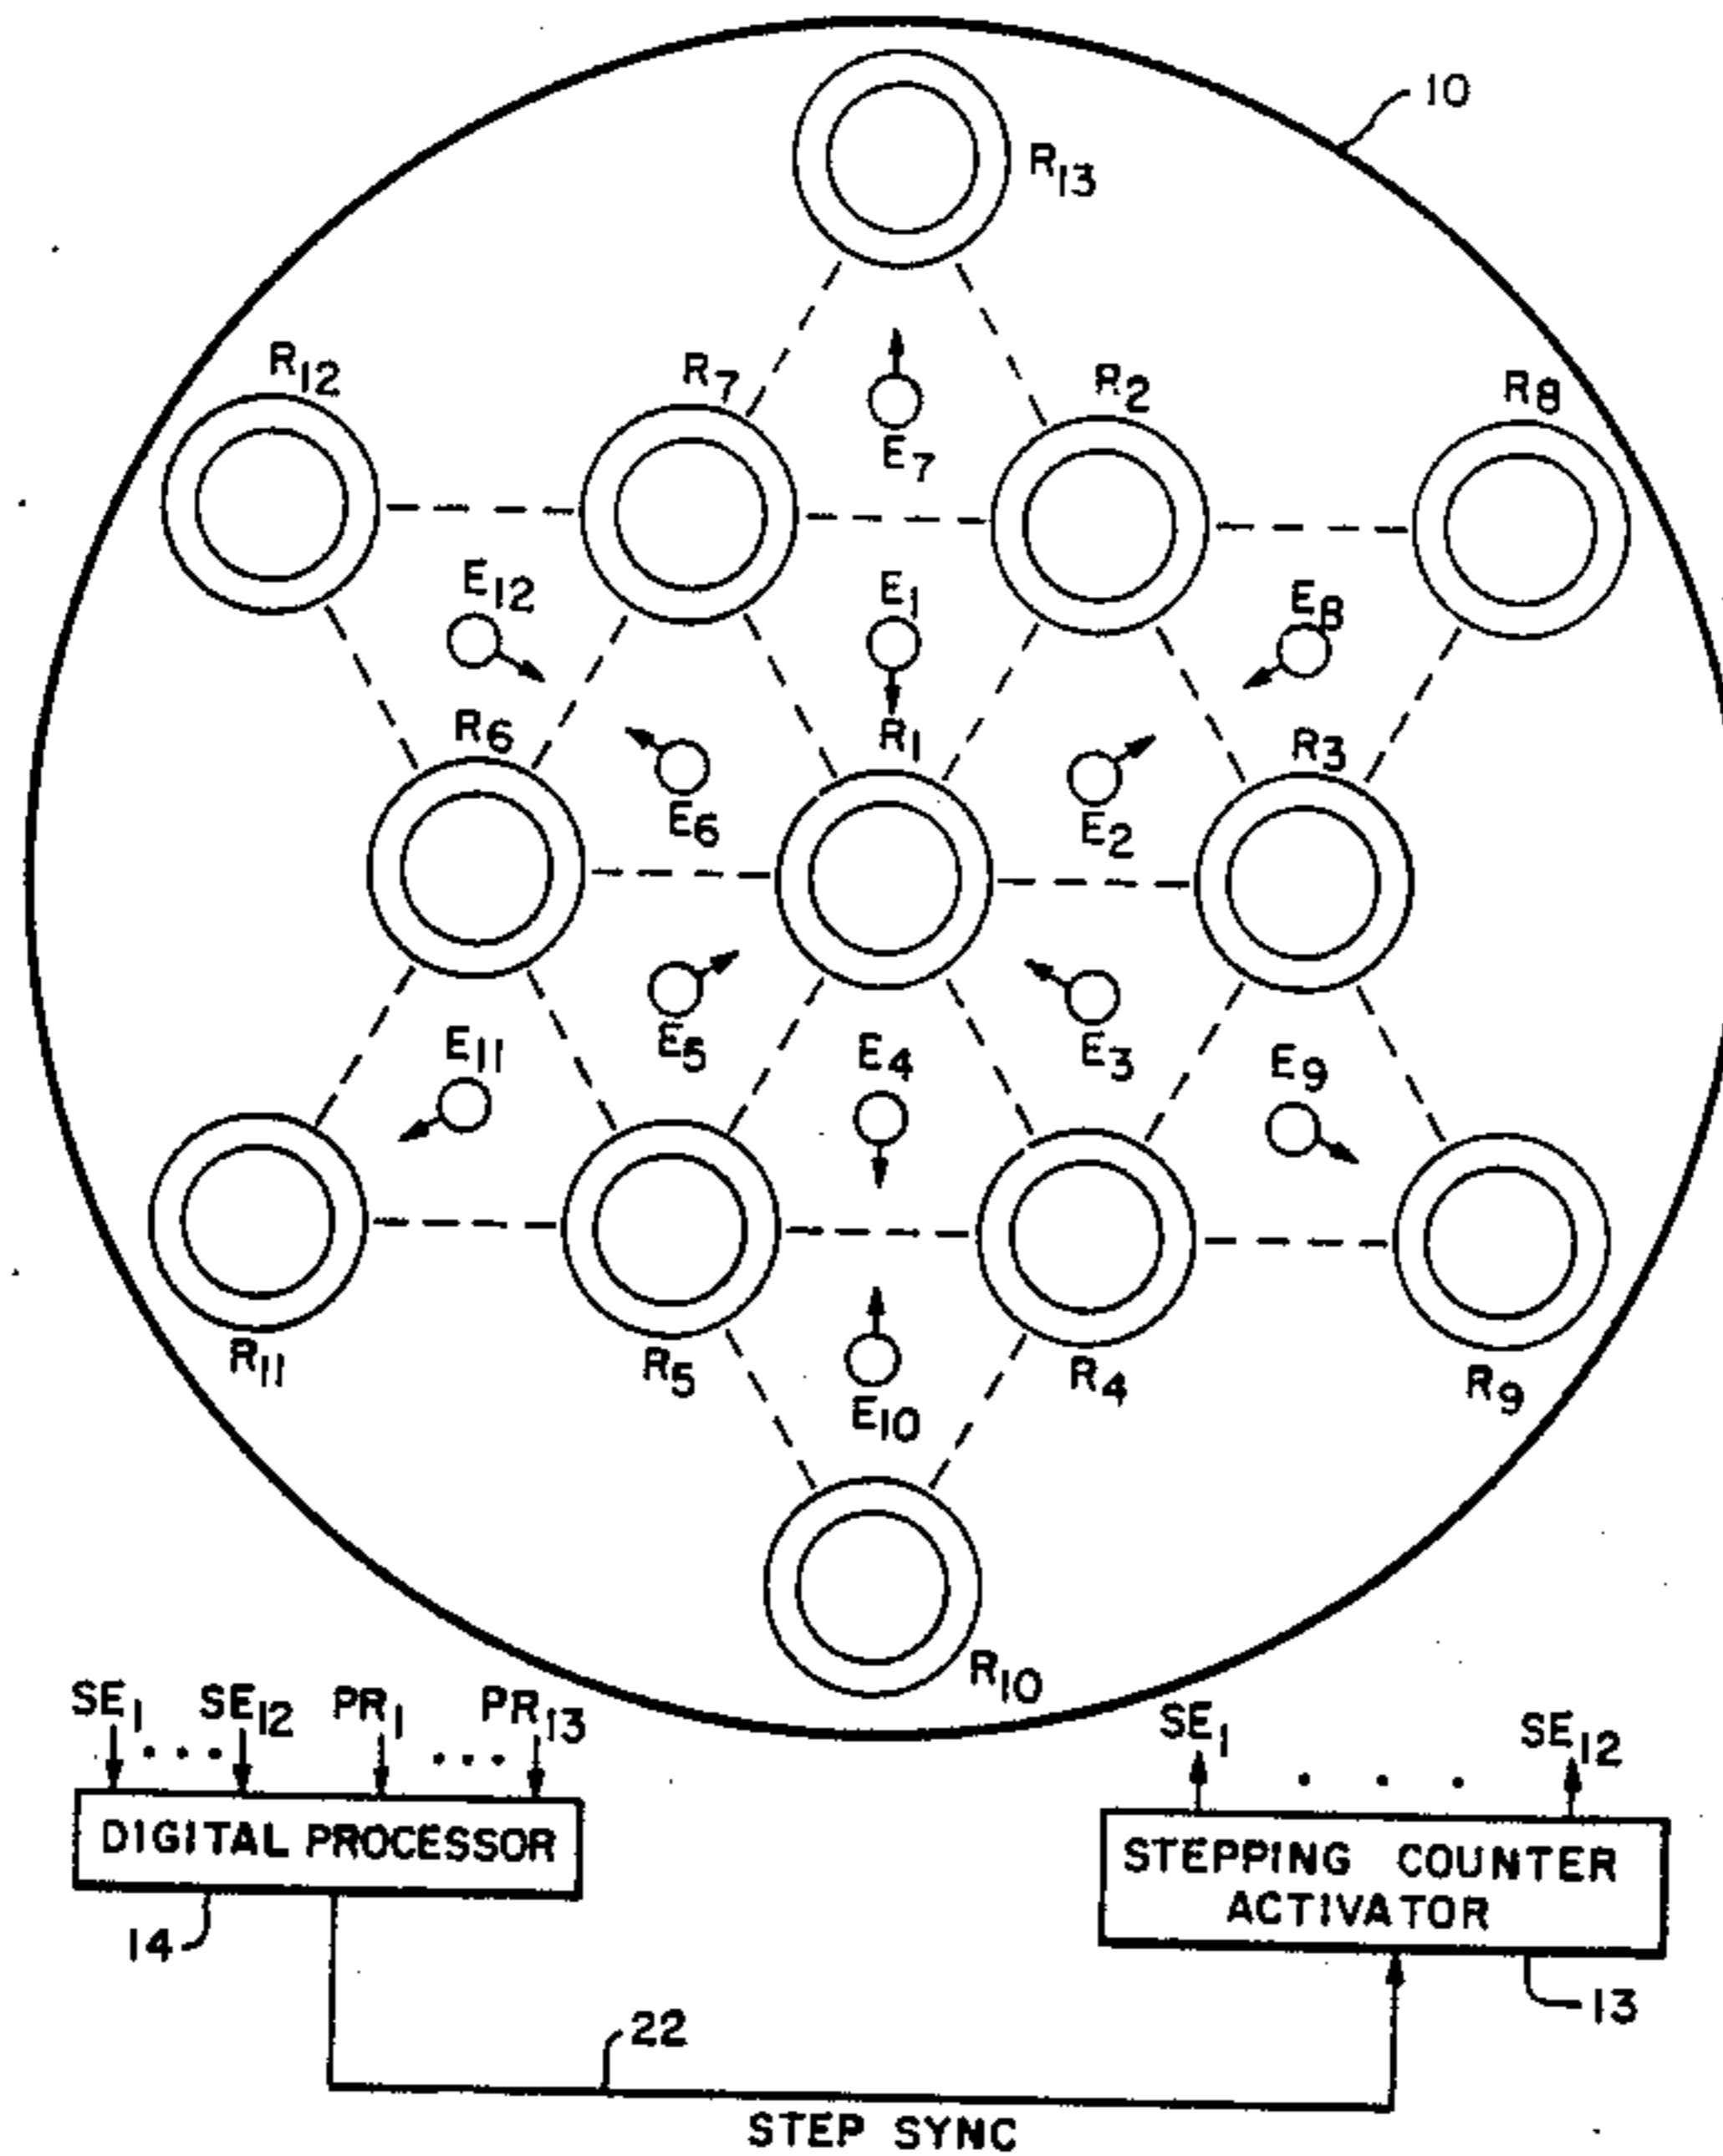 10
R13
R12
R7
R2
R8
E7
E12
E1
E8
R6
R1
R3
E6
E2
E11
E5
E4
E3
E9
R11
R5
R4
R9
E10
R10
SE1 SE12 PR1 PR13
SE1 SE12
DIGITAL PROCESSOR
STEPPING COUNTER
ACTIVATOR
14
13
22
STEP SYNC